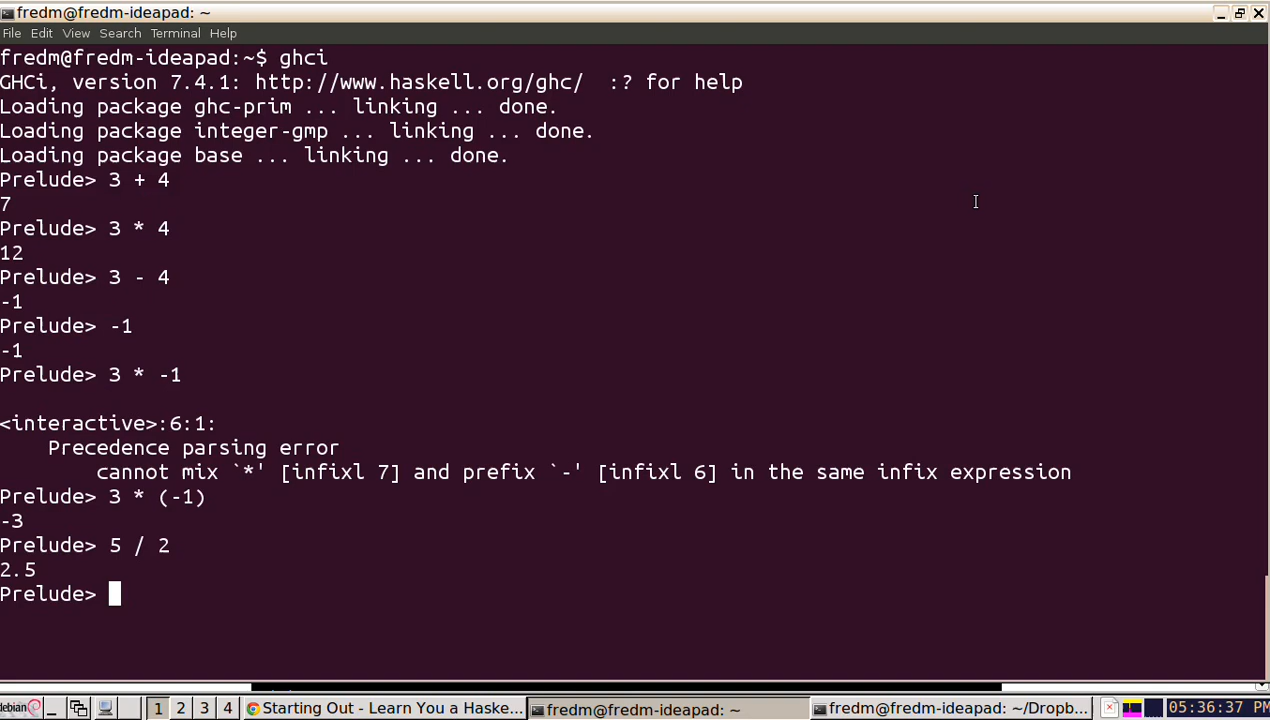 fredm@fredm-ideapad: ~
File Edit View Search Terminal Help
fredm@fredm-ideapad:~$ ghci
GHCi, version 7.4.1: http://www.haskell.org/ghc/  :? for help
Loading package ghc-prim ... linking ... done.
Loading package integer-gmp ... linking ... done.
Loading package base ... linking ... done.
Prelude> 3 + 4
7
Prelude> 3 * 4
12
Prelude> 3 - 4
-1
Prelude> -1
-1
Prelude> 3 * -1
<interactive>:6:1:
    Precedence parsing error
        cannot mix `*' [infixl 7] and prefix `-' [infixl 6] in the same infix expression
Prelude> 3 * (-1)
-3
Prelude> 5 / 2
2.5
Prelude>
debian 1 2 3 4 Starting Out - Learn You a Haske... fredm@fredm-ideapad: ~ fredm@fredm-ideapad: ~/Dropb... 05:36:37 PM